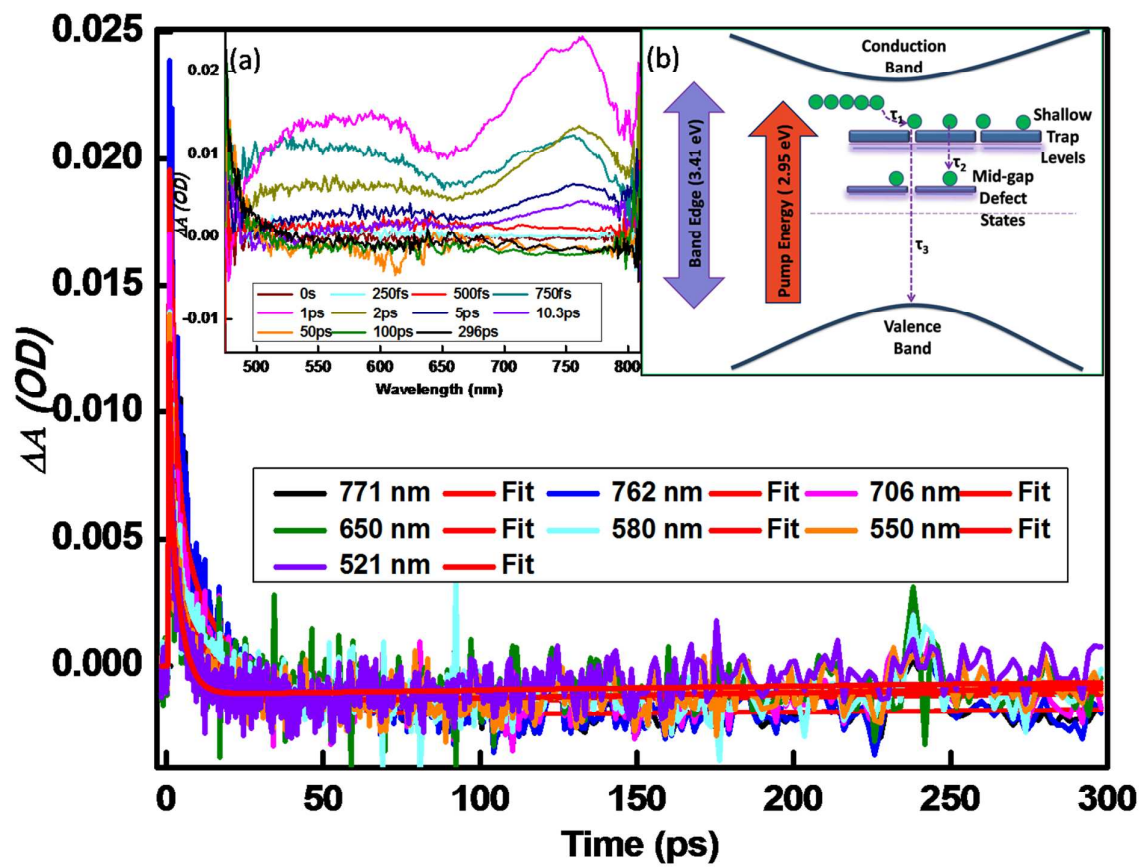 0.025
0.020
0.015
0.010
0.005
0.000
ΔA (OD)
0
50
100
150
200
250
300
Time (ps)
(a)
0.02
0.01
0.00
-0.01
ΔA (OD)
500
550
600
650
700
750
800
Wavelength (nm)
0s 250fs 500fs 750fs
1ps 2ps 5ps 10.3ps
50ps 100ps 296ps
(b)
Conduction
Band
Band Edge (3.41 eV)
Pump Energy ( 2.95 eV)
τ1
Shallow
Trap
Levels
τ2
Mid-gap
Defect
States
τ3
Valence
Band
771 nm Fit 762 nm Fit 706 nm Fit
650 nm Fit 580 nm Fit 550 nm Fit
521 nm Fit